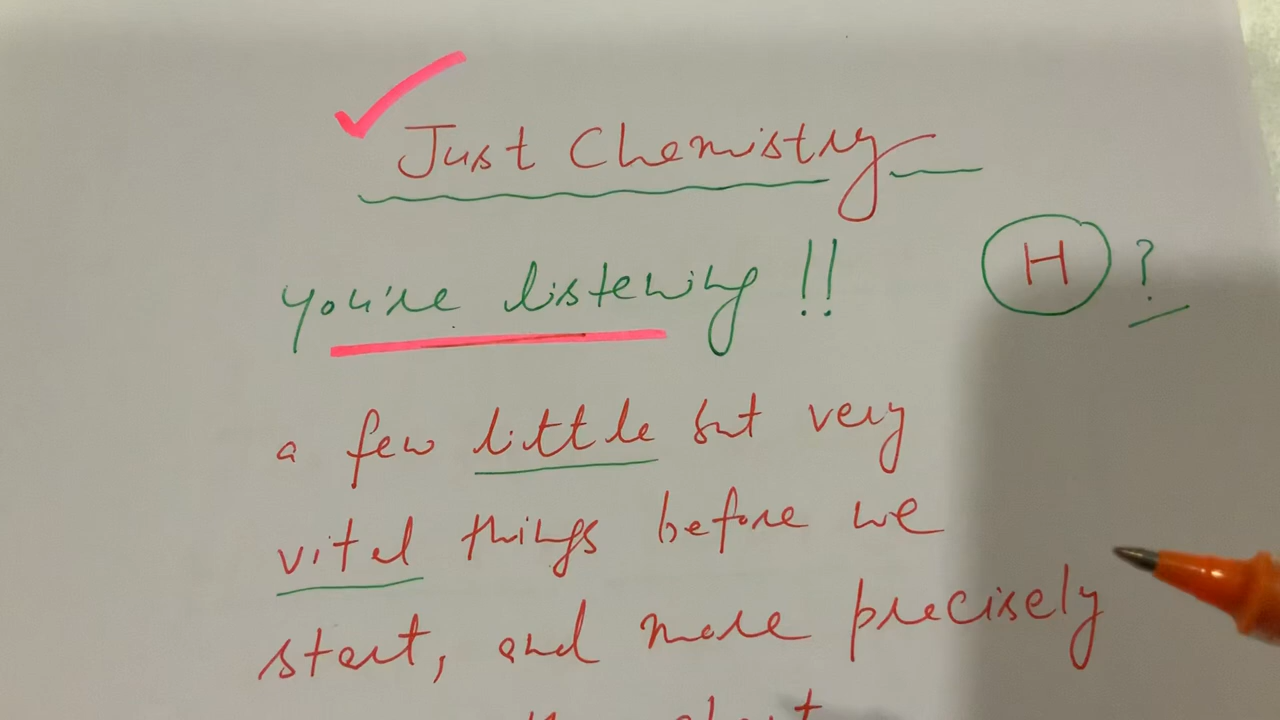 Just Chemistry
you're listening !!
H ?
a few little but very
vital things before we
start, and more precisely